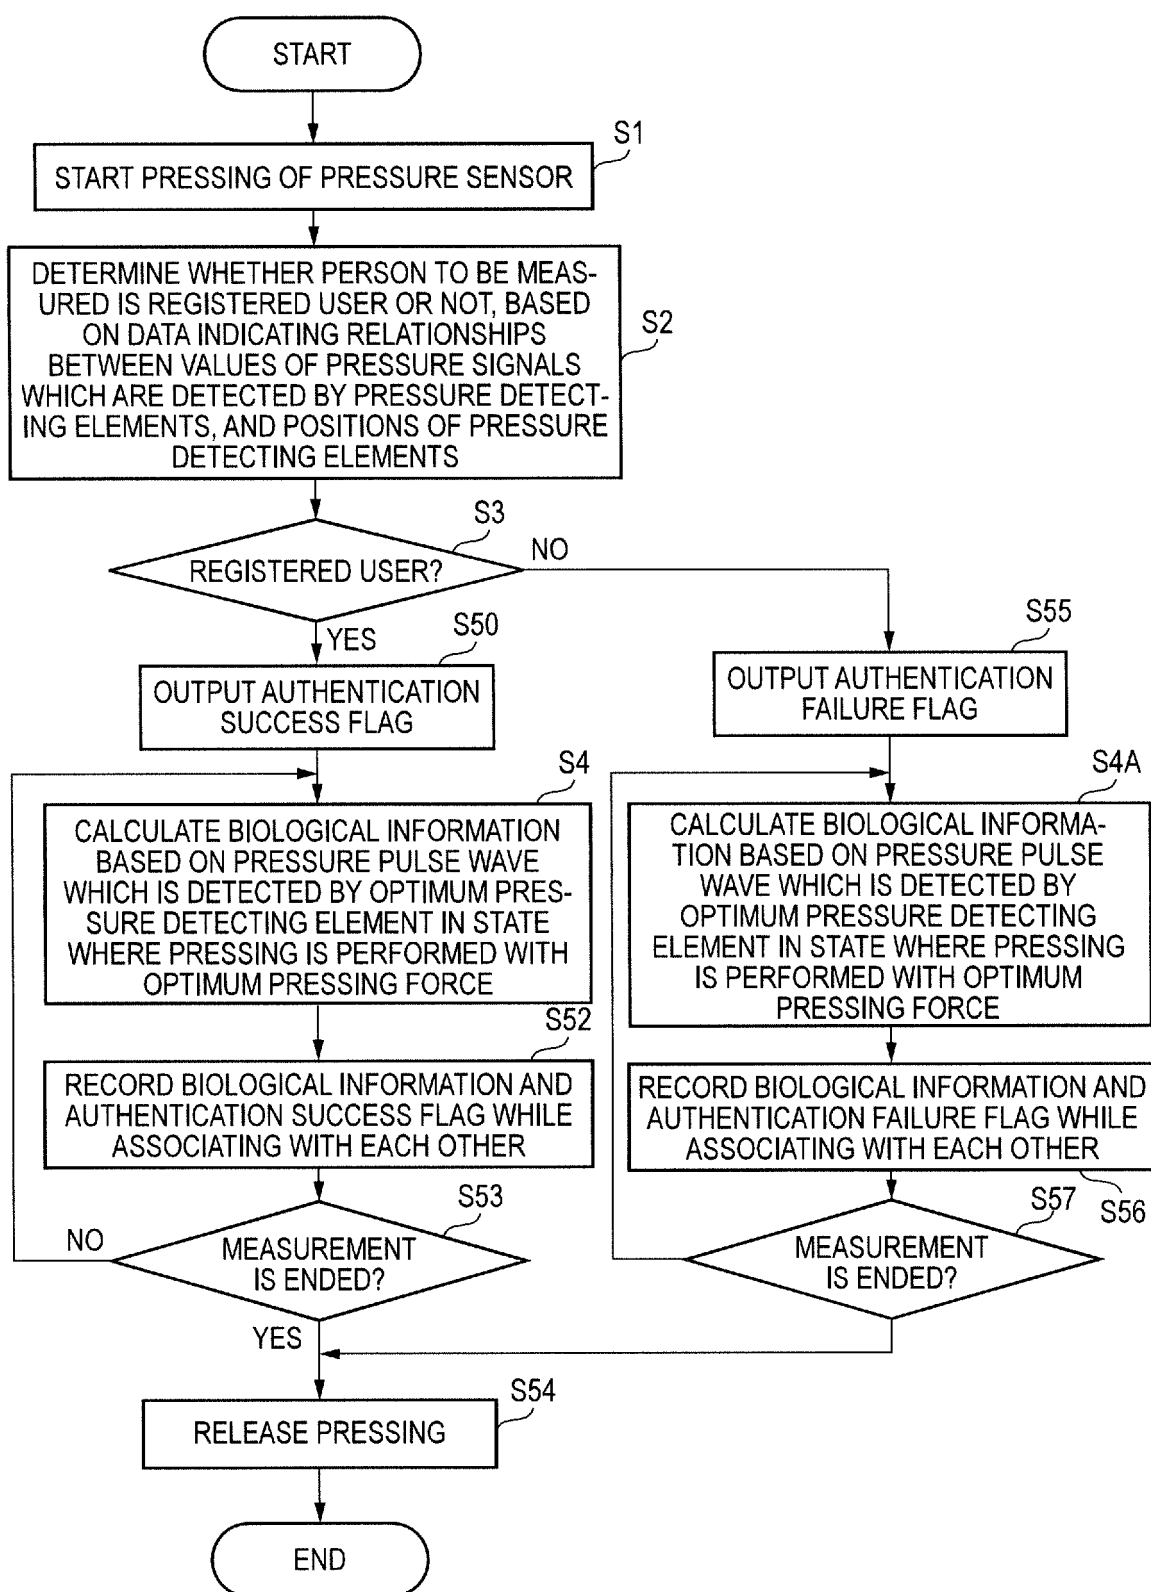 START
S1
START PRESSING OF PRESSURE SENSOR
S2
DETERMINE WHETHER PERSON TO BE MEAS-
URED IS REGISTERED USER OR NOT, BASED
ON DATA INDICATING RELATIONSHIPS
BETWEEN VALUES OF PRESSURE SIGNALS
WHICH ARE DETECTED BY PRESSURE DETECT-
ING ELEMENTS, AND POSITIONS OF PRESSURE
DETECTING ELEMENTS
S3
REGISTERED USER?
NO
YES
S50
OUTPUT AUTHENTICATION
SUCCESS FLAG
S55
OUTPUT AUTHENTICATION
FAILURE FLAG
S4
CALCULATE BIOLOGICAL INFORMATION
BASED ON PRESSURE PULSE WAVE
WHICH IS DETECTED BY OPTIMUM PRES-
SURE DETECTING ELEMENT IN STATE
WHERE PRESSING IS PERFORMED WITH
OPTIMUM PRESSING FORCE
S4A
CALCULATE BIOLOGICAL INFORMA-
TION BASED ON PRESSURE PULSE
WAVE WHICH IS DETECTED BY
OPTIMUM PRESSURE DETECTING
ELEMENT IN STATE WHERE PRESSING
IS PERFORMED WITH OPTIMUM
PRESSING FORCE
S52
RECORD BIOLOGICAL INFORMATION AND
AUTHENTICATION SUCCESS FLAG WHILE
ASSOCIATING WITH EACH OTHER
RECORD BIOLOGICAL INFORMATION AND
AUTHENTICATION FAILURE FLAG WHILE
ASSOCIATING WITH EACH OTHER
S56
S53
NO
MEASUREMENT
IS ENDED?
YES
S57
MEASUREMENT
IS ENDED?
S54
RELEASE PRESSING
END